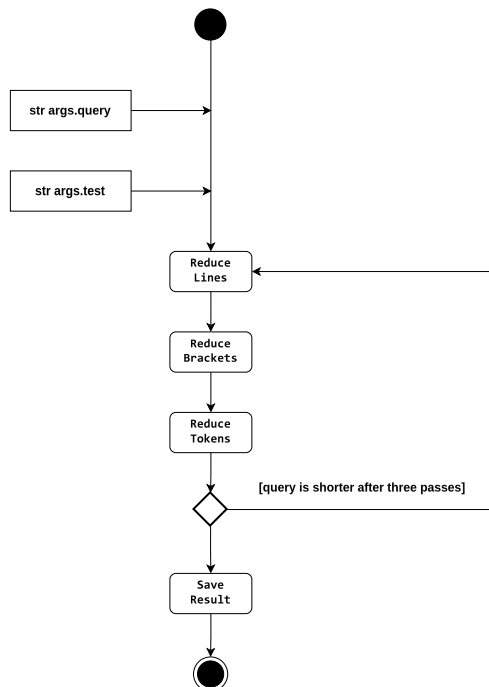 str args.query
str args.test
Reduce
Lines
Reduce
Brackets
Reduce
Tokens
[query is shorter after three passes]
Save
Result